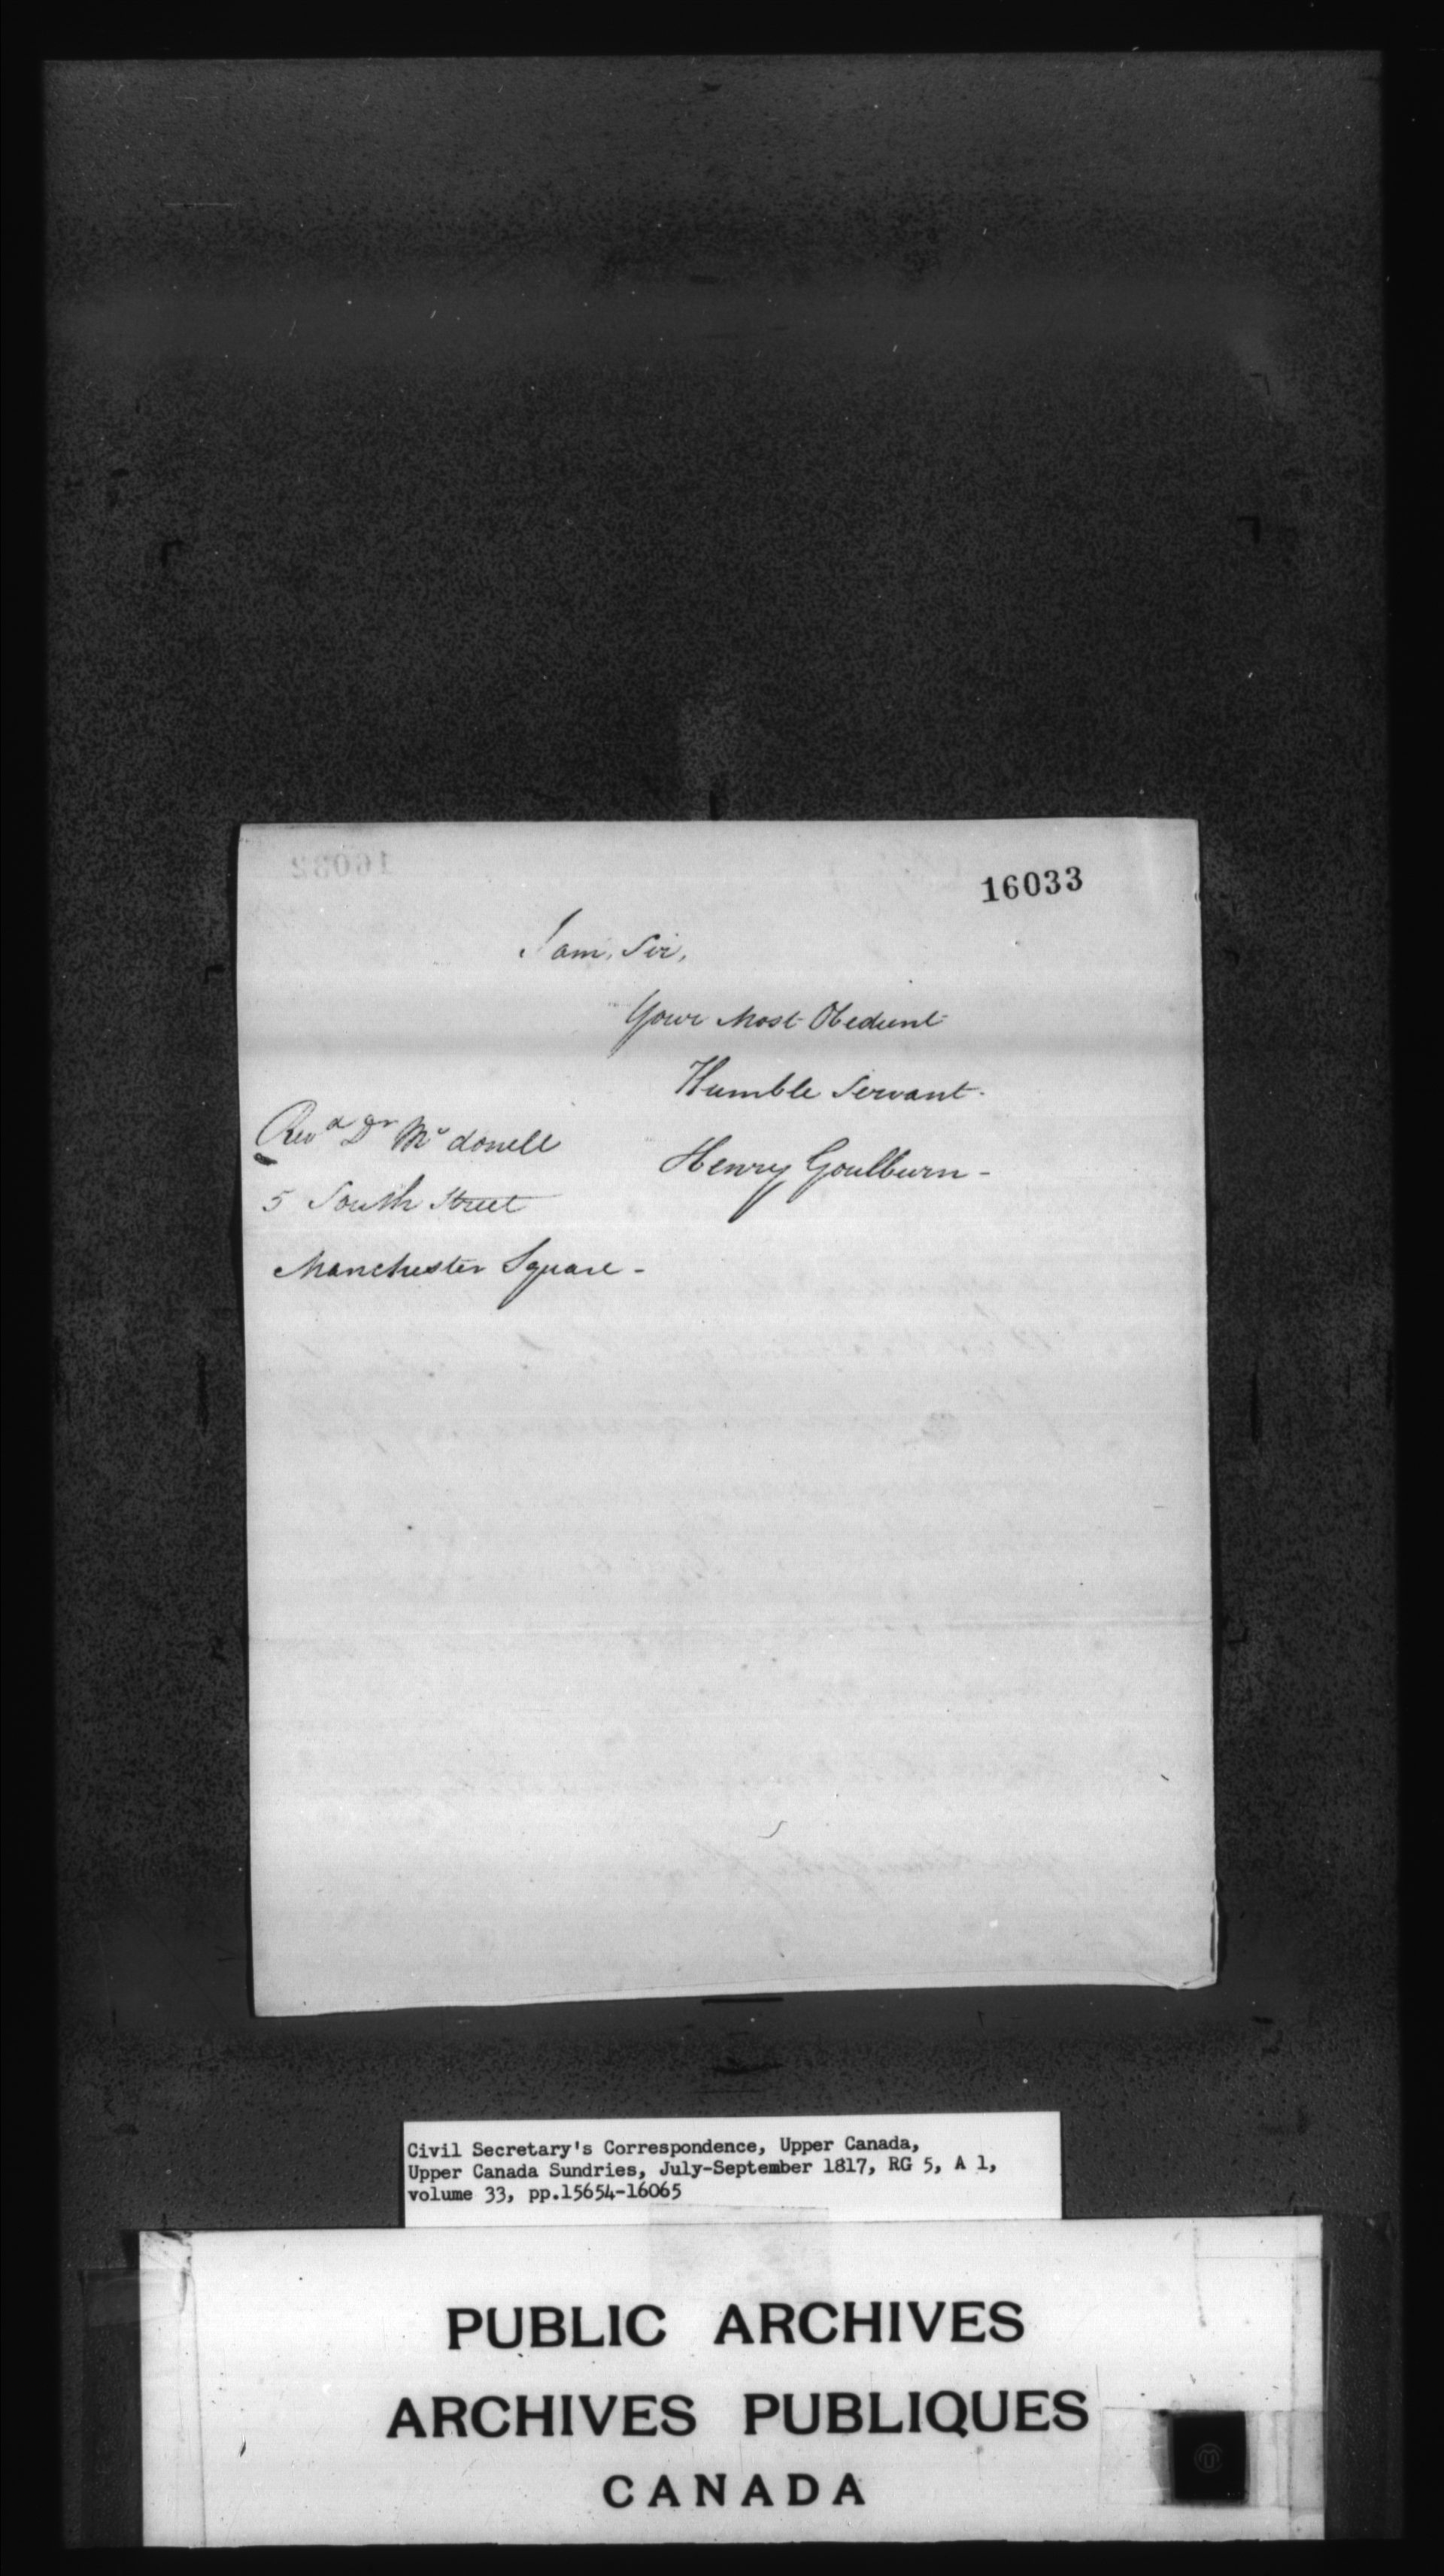 16033
I am, Sir,
Your Most Obedient
Humble Servant.
Revd Dr Mc donell
Henry Goulburn -
5 South Street
Manchester Square -
Civil Secretary's Correspondence, Upper Canada,
Upper Canada Sundries, July-September 1817, RG 5, A 1,
volume 33, pp.15654-16065
PUBLIC ARCHIVES
ARCHIVES PUBLIQUES
CANADA